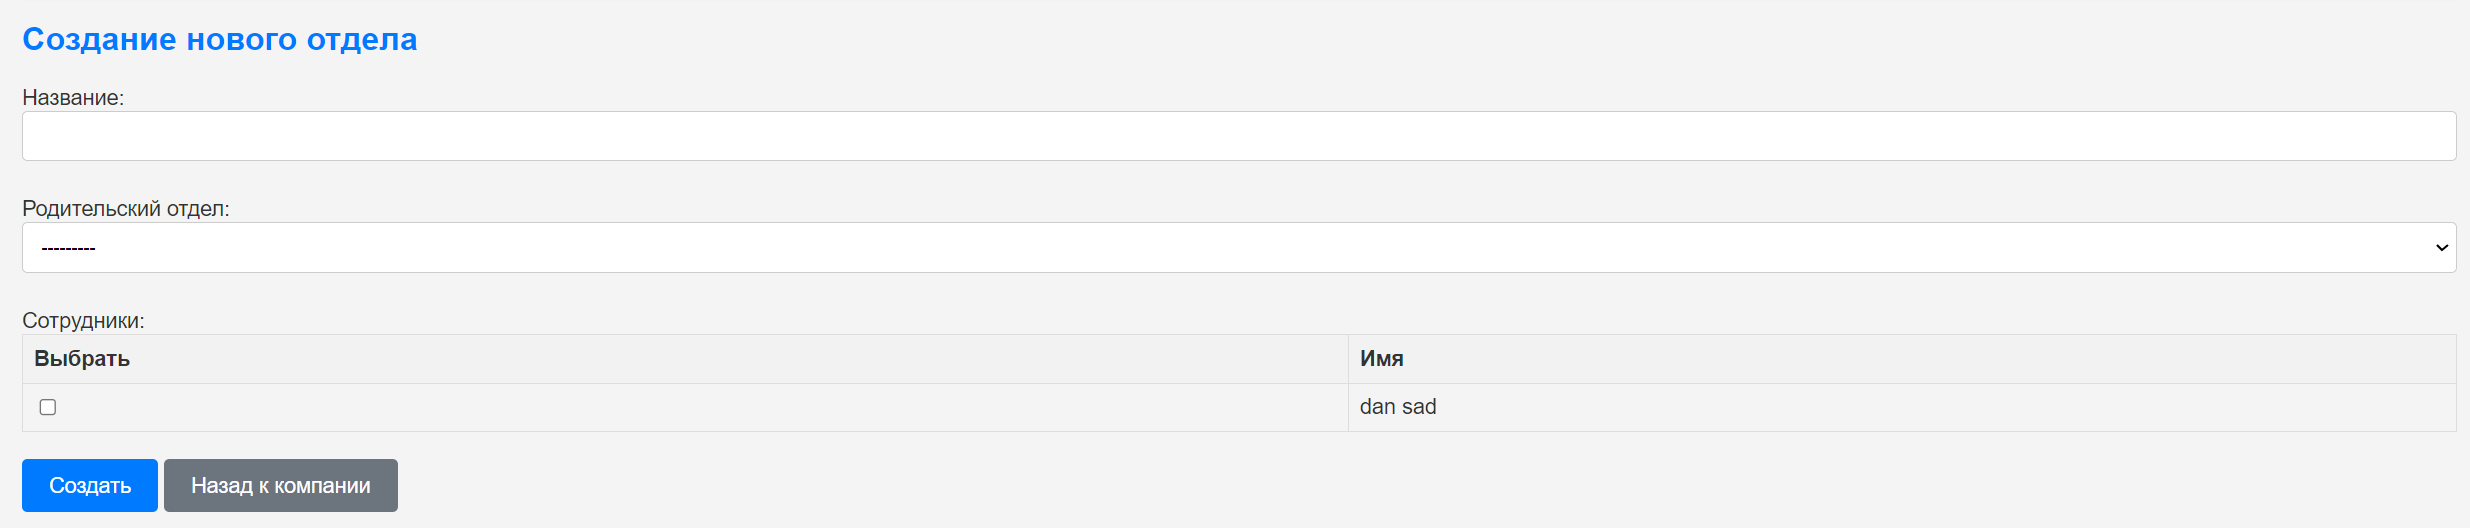 Создание нового отдела
Название:
Родительский отдел:
---------
Сотрудники:
Выбрать Имя
dan sad
Создать Назад к компании